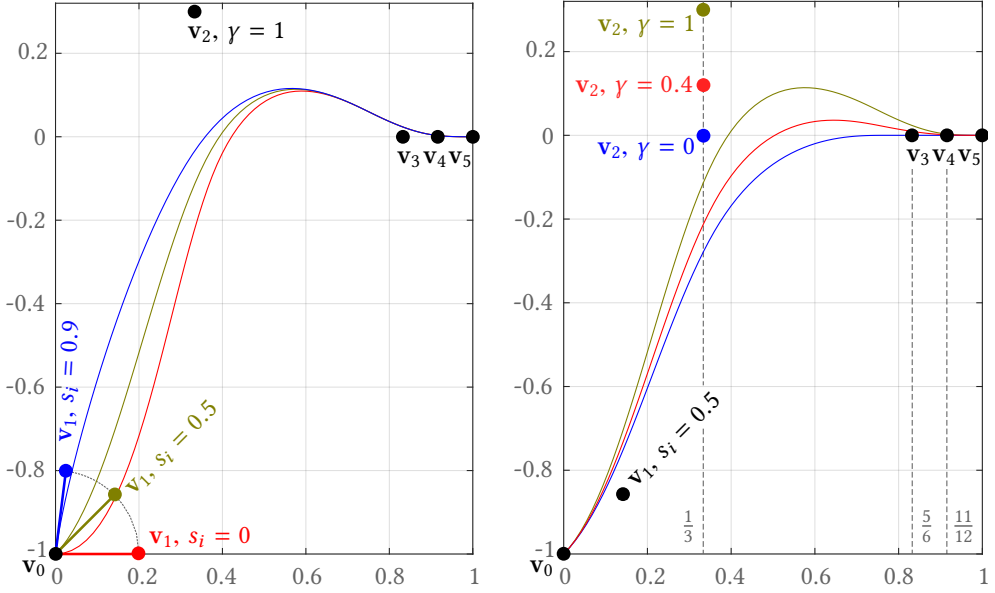 0.2
0
-0.2
-0.4
-0.6
-0.8
-1
v₂, γ = 1
v₃ v₄ v₅
v₁, sᵢ = 0.9
v₁, sᵢ = 0.5
v₁, sᵢ = 0
v₀
0 0.2 0.4 0.6 0.8 1
0.2
0
-0.2
-0.4
-0.6
-0.8
-1
v₂, γ = 1
v₂, γ = 0.4
v₂, γ = 0
v₃ v₄ v₅
v₁, sᵢ = 0.5
1/3 5/6 11/12
v₀
0 0.2 0.4 0.6 0.8 1